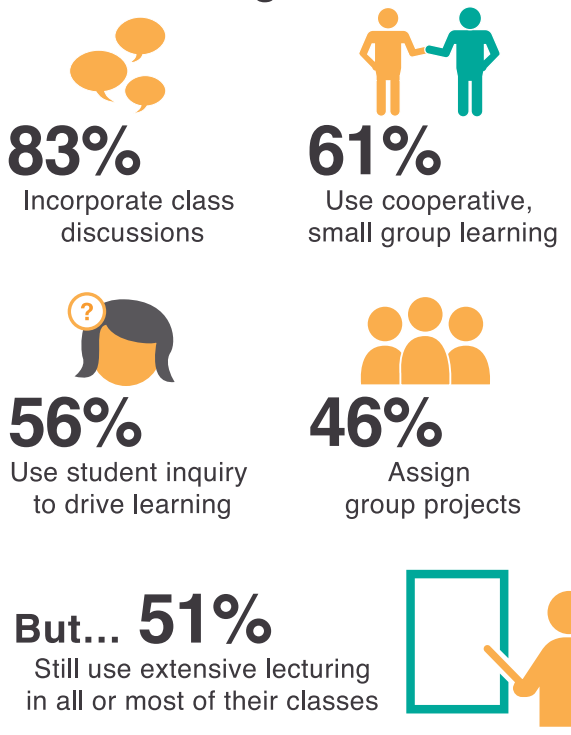 83%
Incorporate class
discussions
61%
Use cooperative,
small group learning
?
56%
Use student inquiry
to drive learning
46%
Assign
group projects
But... 51%
Still use extensive lecturing
in all or most of their classes